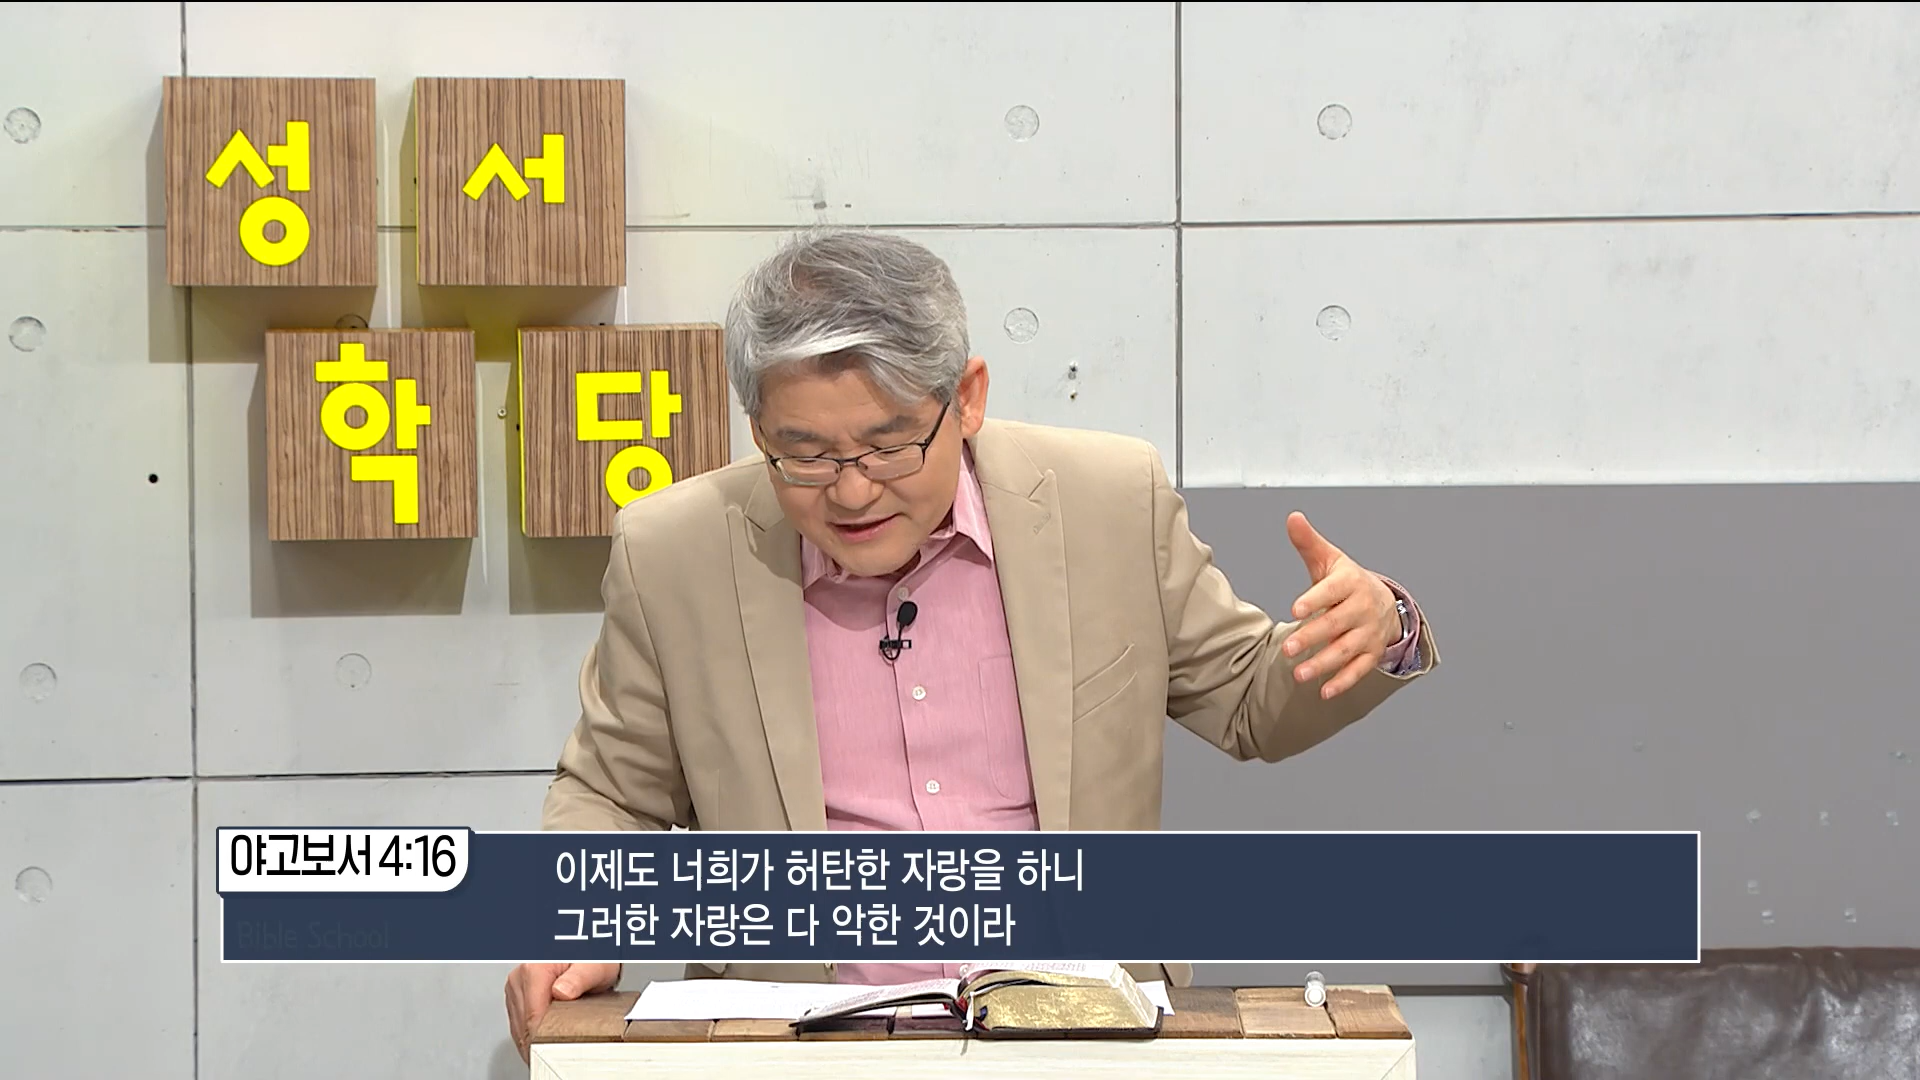 성서
학당
야고보서 4:16
이제도 너희가 허탄한 자랑을 하니
그러한 자랑은 다 악한 것이라
Bible School